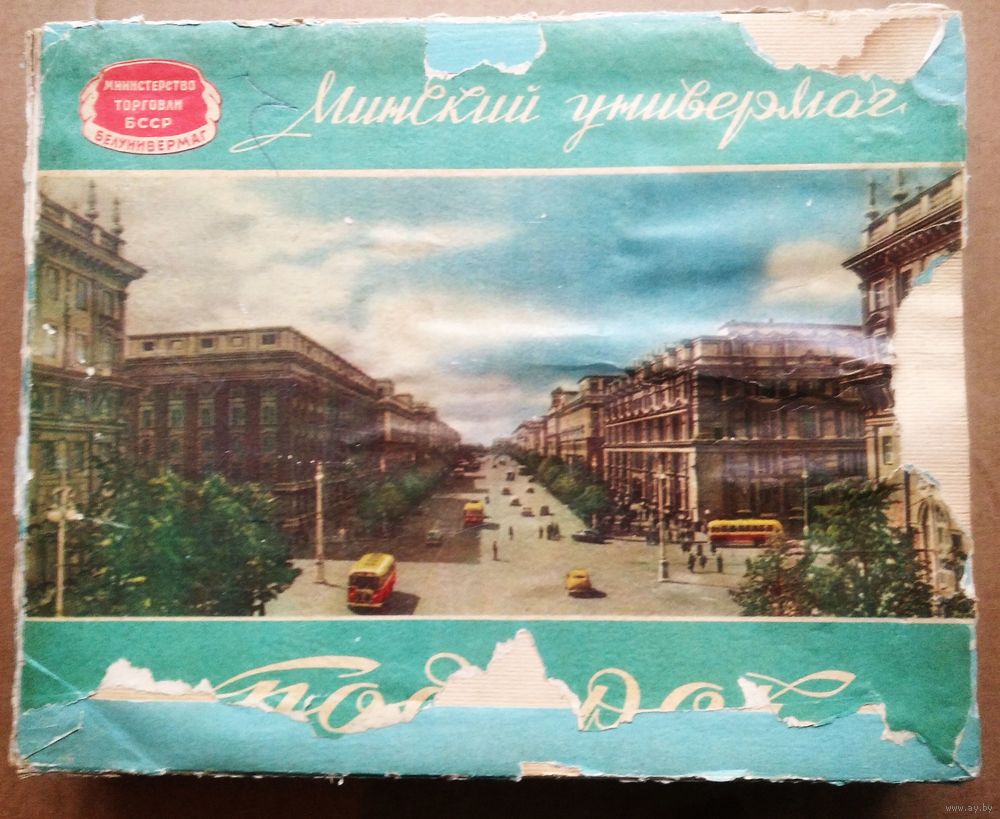 МИНИСТЕРСТВО
ТОРГОВЛИ
БССР
БЕЛУНИВЕРМАГ
Минский универмаг
www.ay.by